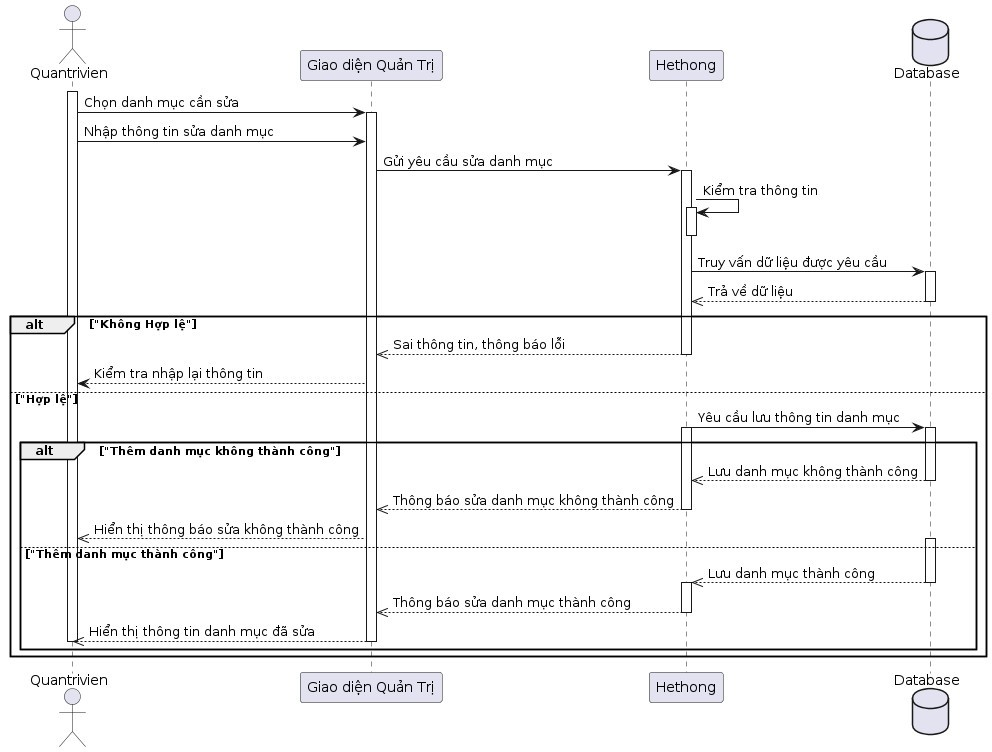 Quantrivien
Giao diện Quản Trị
Hethong
Database
Chọn danh mục cần sửa
Nhập thông tin sửa danh mục
Gửi yêu cầu sửa danh mục
Kiểm tra thông tin
Truy vấn dữ liệu được yêu cầu
Trả về dữ liệu
alt ["Không Hợp lệ"]
Sai thông tin, thông báo lỗi
Kiểm tra nhập lại thông tin
["Hợp lệ"]
Yêu cầu lưu thông tin danh mục
alt ["Thêm danh mục không thành công"]
Lưu danh mục không thành công
Thông báo sửa danh mục không thành công
Hiển thị thông báo sửa không thành công
["Thêm danh mục thành công"]
Lưu danh mục thành công
Thông báo sửa danh mục thành công
Hiển thị thông tin danh mục đã sửa
Quantrivien
Giao diện Quản Trị
Hethong
Database